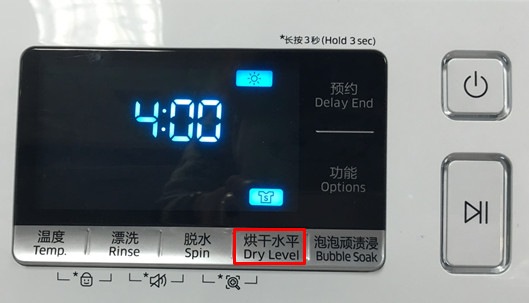 *长按3秒(Hold 3 sec)
预约
Delay End
4:00
功能
Options
温度
Temp.
漂洗
Rinse
脱水
Spin
烘干水平
Dry Level
泡泡顽渍浸
Bubble Soak